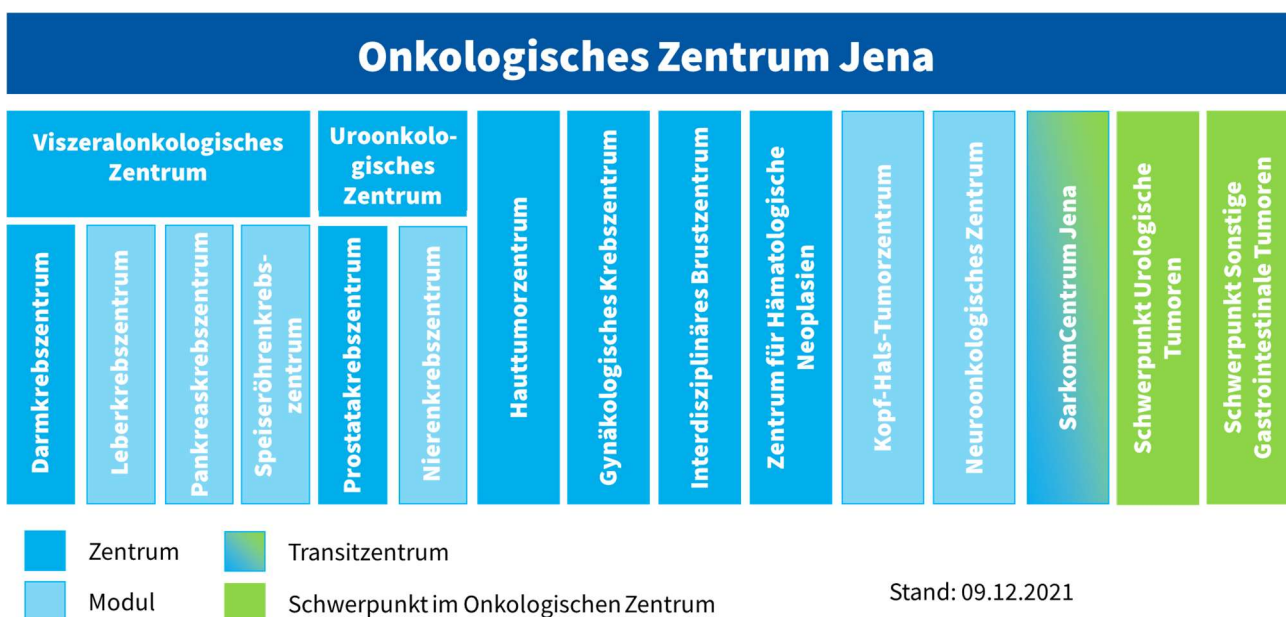 Onkologisches Zentrum Jena
Viszeralonkologisches
Zentrum
Uroonkolo-
gisches
Zentrum
Darmkrebszentrum
Leberkrebszentrum
Pankreaskrebszentrum
Speiseröhrenkrebs-
zentrum
Prostatakrebszentrum
Nierenkrebszentrum
Hauttumorzentrum
Gynäkologisches Krebszentrum
Interdisziplinäres Brustzentrum
Zentrum für Hämatologische
Neoplasien
Kopf-Hals-Tumorzentrum
Neuroonkologisches Zentrum
SarkomCentrum Jena
Schwerpunkt Urologische
Tumoren
Schwerpunkt Sonstige
Gastrointestinale Tumoren
Zentrum
Transitzentrum
Modul
Schwerpunkt im Onkologischen Zentrum
Stand: 09.12.2021